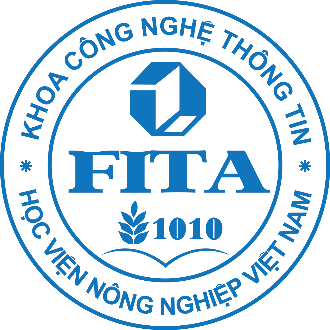 KHOA CÔNG NGHỆ THÔNG TIN
FITA
1010
HỌC VIỆN NÔNG NGHIỆP VIỆT NAM